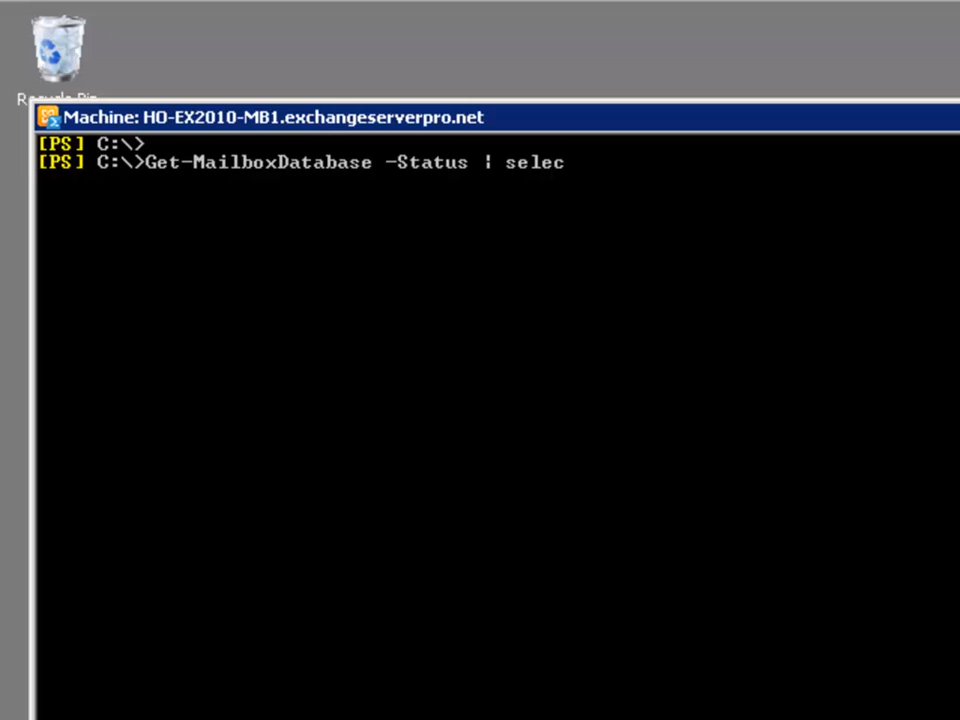 Recycle Bin
Machine: HO-EX2010-MB1.exchangeserverpro.net
[PS] C:\>
[PS] C:\>Get-MailboxDatabase -Status | selec